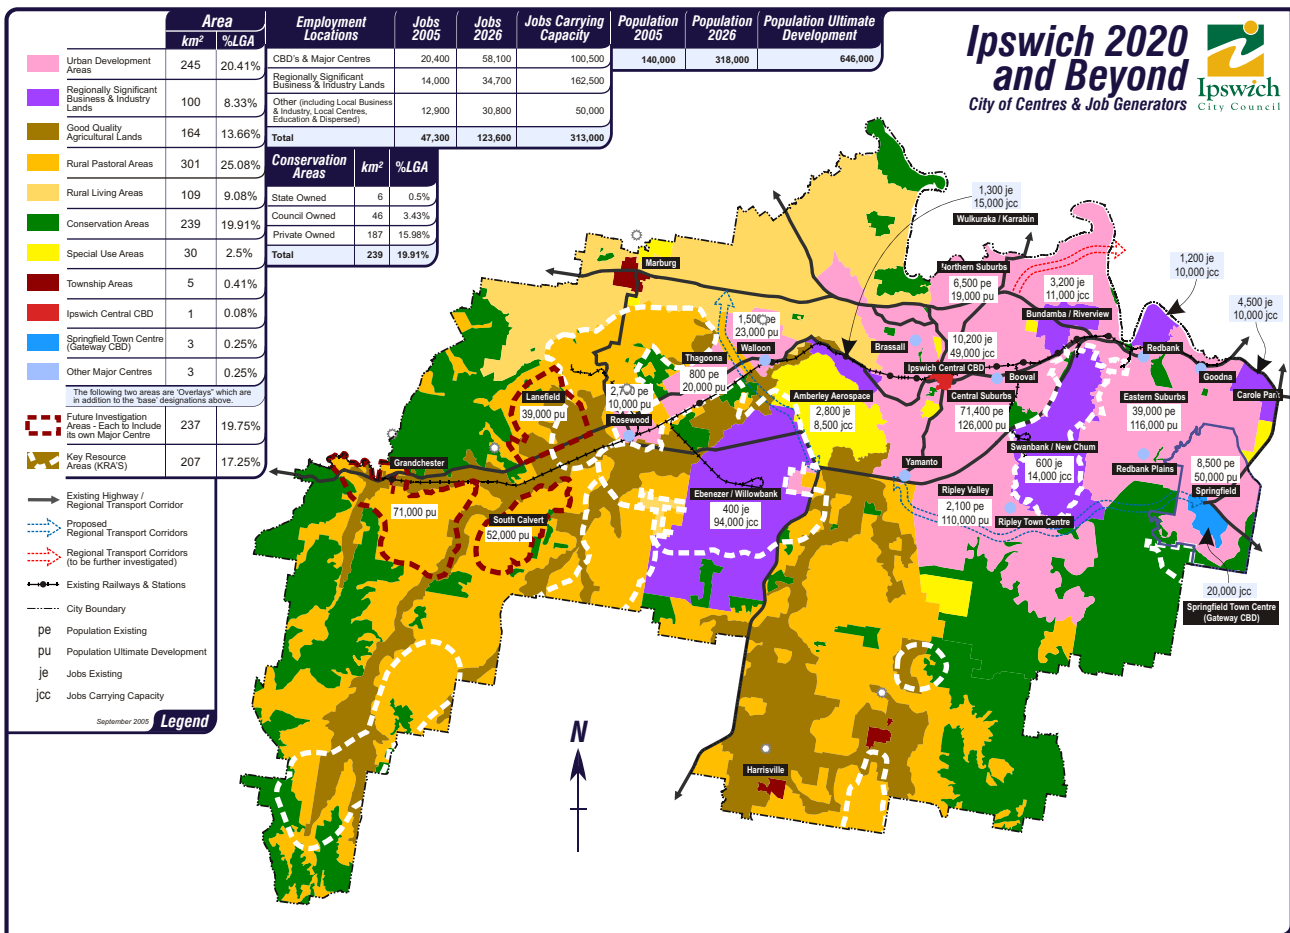 Ipswich 2020
and Beyond
City of Centres & Job Generators
Ipswich
City Council
Area
km² %LGA
Urban Development
Areas 245 20.41%
Regionally Significant
Business & Industry
Lands 100 8.33%
Good Quality
Agricultural Lands 164 13.66%
Rural Pastoral Areas 301 25.08%
Rural Living Areas 109 9.08%
Conservation Areas 239 19.91%
Special Use Areas 30 2.5%
Township Areas 5 0.41%
Ipswich Central CBD 1 0.08%
Springfield Town Centre
(Gateway CBD) 3 0.25%
Other Major Centres 3 0.25%
The following two areas are 'Overlays" which are
in addition to the 'base' designations above.
Future Investigation
Areas - Each to Include
its own Major Centre 237 19.75%
Key Resource
Areas (KRA'S) 207 17.25%
Existing Highway /
Regional Transport Corridor
Proposed
Regional Transport Corridors
Regional Transport Corridors
(to be further investigated)
Existing Railways & Stations
City Boundary
pe Population Existing
pu Population Ultimate Development
je Jobs Existing
jcc Jobs Carrying Capacity
September 2005 Legend
Employment
Locations Jobs
2005 Jobs
2026 Jobs Carrying
Capacity
CBD's & Major Centres 20,400 58,100 100,500
Regionally Significant
Business & Industry Lands 14,000 34,700 162,500
Other (including Local Business
& Industry, Local Centres,
Education & Dispersed) 12,900 30,800 50,000
Total 47,300 123,600 313,000
Population
2005 Population
2026 Population Ultimate
Development
140,000 318,000 646,000
Conservation
Areas km² %LGA
State Owned 6 0.5%
Council Owned 46 3.43%
Private Owned 187 15.98%
Total 239 19.91%
1,300 je
15,000 jcc
Wulkuraka / Karrabin
Marburg
Northern Suburbs
6,500 pe
19,000 pu
3,200 je
11,000 jcc
Bundamba / Riverview
1,200 je
10,000 jcc
4,500 je
10,000 jcc
1,500 pe
23,000 pu
Walloon
Thagoona
800 pe
20,000 pu
Brassall
10,200 je
49,000 jcc
Ipswich Central CBD
Booval
Redbank
Goodna
Carole Park
Lanefield
39,000 pu
2,700 pe
10,000 pu
Rosewood
Amberley Aerospace
2,800 je
8,500 jcc
Central Suburbs
71,400 pe
126,000 pu
Eastern Suburbs
39,000 pe
116,000 pu
Swanbank / New Chum
600 je
14,000 jcc
Redbank Plains
8,500 pe
50,000 pu
Springfield
Grandchester
71,000 pu
South Calvert
52,000 pu
Ebenezer / Willowbank
400 je
94,000 jcc
Yamanto
Ripley Valley
2,100 pe
110,000 pu
Ripley Town Centre
20,000 jcc
Springfield Town Centre
(Gateway CBD)
N
Harrisville